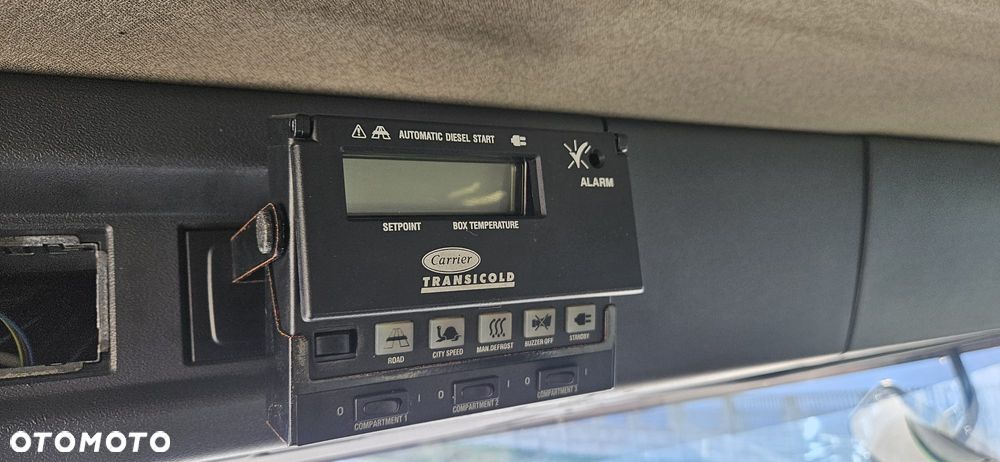 AUTOMATIC DIESEL START
ALARM
SETPOINT BOX TEMPERATURE
Carrier
TRANSICOLD
ROAD CITY SPEED MAN.DEFROST BUZZER OFF STANDBY
O I O I O I
COMPARTMENT 1 COMPARTMENT 2 COMPARTMENT 3
OTOMOTO